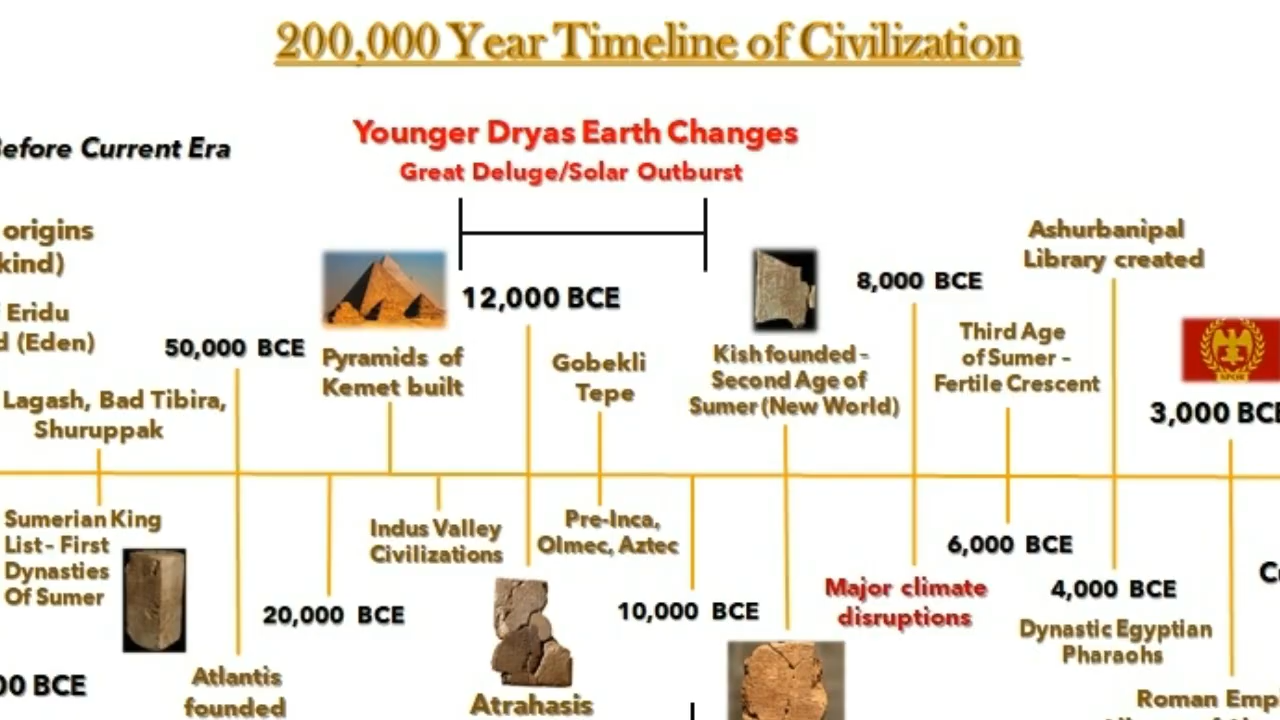 200,000 Year Timeline of Civilization
Younger Dryas Earth Changes
Great Deluge/Solar Outburst
Before Current Era
origins
kind)
Eridu
(Eden)
Lagash, Bad Tibira,
Shuruppak
50,000 BCE
Pyramids of
Kemet built
12,000 BCE
Gobekli
Tepe
Kish founded -
Second Age of
Sumer (New World)
8,000 BCE
Third Age
of Sumer -
Fertile Crescent
Ashurbanipal
Library created
SPQR
3,000 BCE
Sumerian King
List- First
Dynasties
Of Sumer
20,000 BCE
Indus Valley
Civilizations
Pre-Inca,
Olmec, Aztec
10,000 BCE
Major climate
disruptions
6,000 BCE
4,000 BCE
Dynastic Egyptian
Pharaohs
00 BCE
Atlantis
founded
Atrahasis
Roman Emp